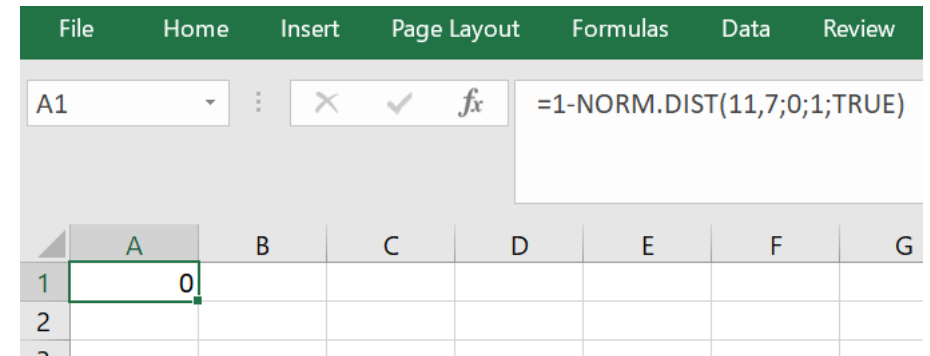 File Home Insert Page Layout Formulas Data Review
A1 fx =1-NORM.DIST(11,7;0;1;TRUE)
A B C D E F G
1 0
2